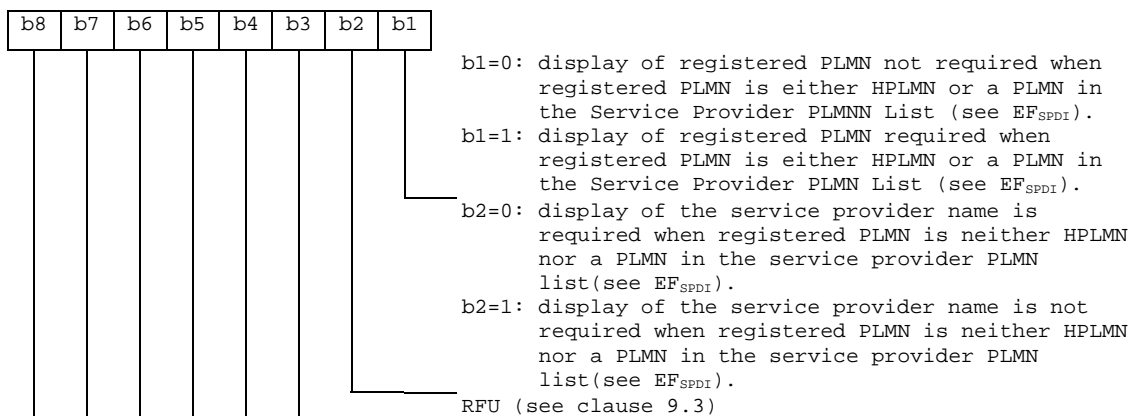 b8 b7 b6 b5 b4 b3 b2 b1
b1=0: display of registered PLMN not required when
registered PLMN is either HPLMN or a PLMN in
the Service Provider PLMNN List (see EFSPDI).
b1=1: display of registered PLMN required when
registered PLMN is either HPLMN or a PLMN in
the Service Provider PLMN List (see EFSPDI).
b2=0: display of the service provider name is
required when registered PLMN is neither HPLMN
nor a PLMN in the service provider PLMN
list(see EFSPDI).
b2=1: display of the service provider name is not
required when registered PLMN is neither HPLMN
nor a PLMN in the service provider PLMN
list(see EFSPDI).
RFU (see clause 9.3)